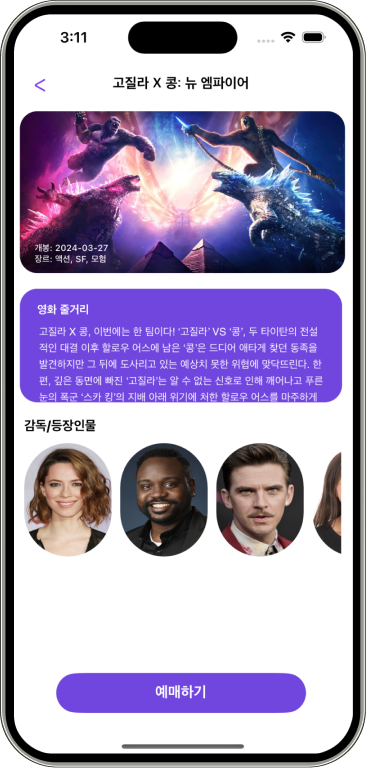 3:11
<
고질라 X 콩: 뉴 엠파이어
개봉: 2024-03-27
장르: 액션, SF, 모험
영화 줄거리
고질라 X 콩, 이번에는 한 팀이다! ‘고질라’ VS ‘콩’, 두 타이탄의 전설
적인 대결 이후 할로우 어스에 남은 ‘콩’은 드디어 애타게 찾던 동족을
발견하지만 그 뒤에 도사리고 있는 예상치 못한 위협에 맞닥뜨린다. 한
편, 깊은 동면에 빠진 ‘고질라’는 알 수 없는 신호로 인해 깨어나고 푸른
눈의 폭군 ‘스카 킹’의 지배 아래 위기에 처한 할로우 어스를 마주하게
감독/등장인물
예매하기